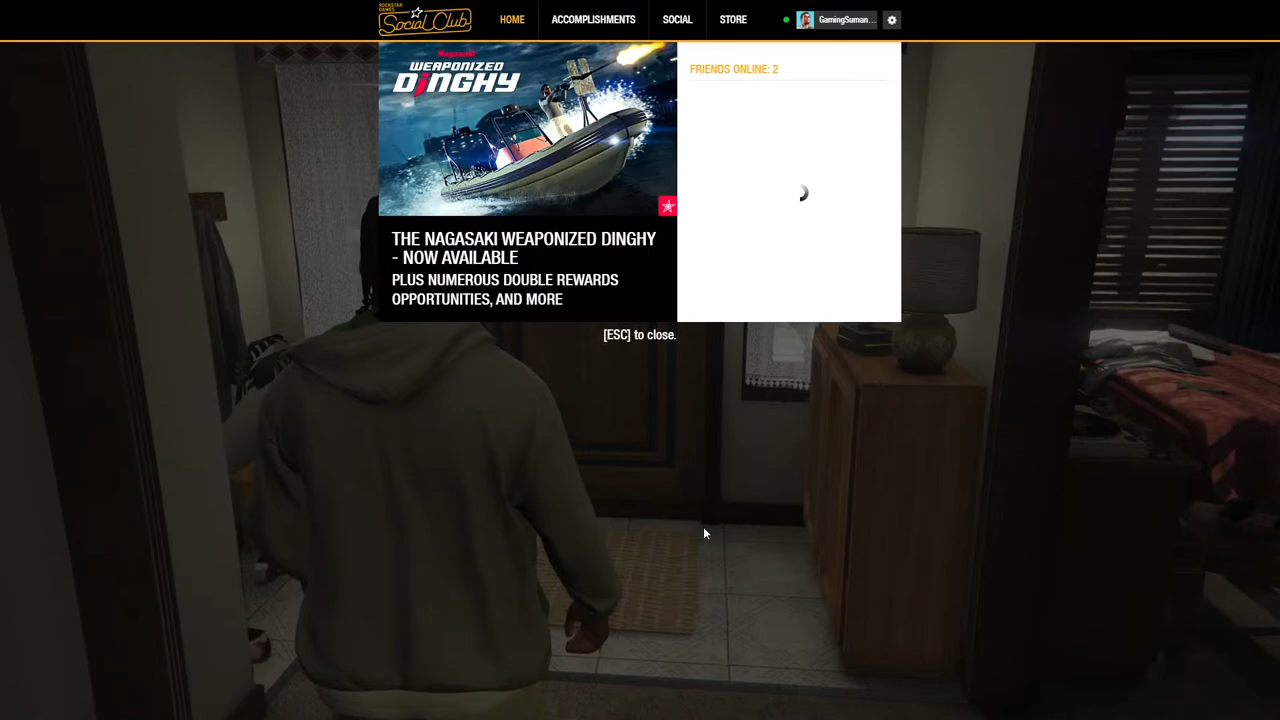 ROCKSTAR
GAMES
Social Club
HOME
ACCOMPLISHMENTS
SOCIAL
STORE
GamingSuman...
Nagasaki
WEAPONIZED
DINGHY
FRIENDS ONLINE: 2
THE NAGASAKI WEAPONIZED DINGHY
- NOW AVAILABLE
PLUS NUMEROUS DOUBLE REWARDS
OPPORTUNITIES, AND MORE
[ESC] to close.